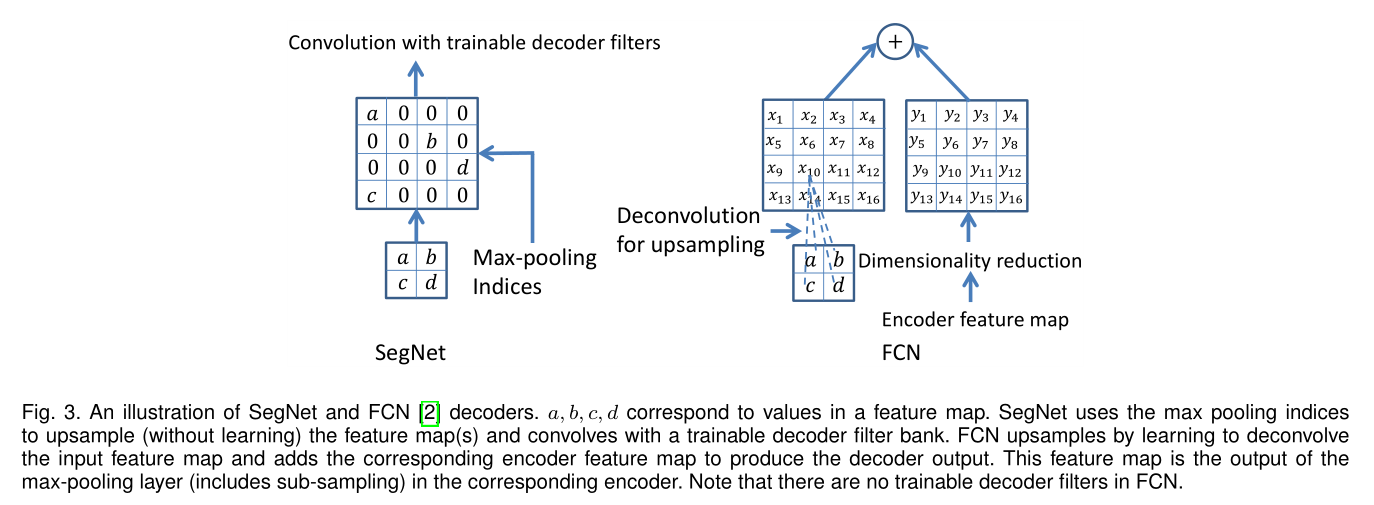 Convolution with trainable decoder filters
a 0 0 0
0 0 b 0
0 0 0 d
c 0 0 0
a b
c d
Max-pooling
Indices
SegNet
+
x₁ x₂ x₃ x₄
x₅ x₆ x₇ x₈
x₉ x₁₀ x₁₁ x₁₂
x₁₃ x₁₄ x₁₅ x₁₆
y₁ y₂ y₃ y₄
y₅ y₆ y₇ y₈
y₉ y₁₀ y₁₁ y₁₂
y₁₃ y₁₄ y₁₅ y₁₆
Deconvolution
for upsampling
a b
c d
Dimensionality reduction
Encoder feature map
FCN
Fig. 3. An illustration of SegNet and FCN [2] decoders. a, b, c, d correspond to values in a feature map. SegNet uses the max pooling indices
to upsample (without learning) the feature map(s) and convolves with a trainable decoder filter bank. FCN upsamples by learning to deconvolve
the input feature map and adds the corresponding encoder feature map to produce the decoder output. This feature map is the output of the
max-pooling layer (includes sub-sampling) in the corresponding encoder. Note that there are no trainable decoder filters in FCN.